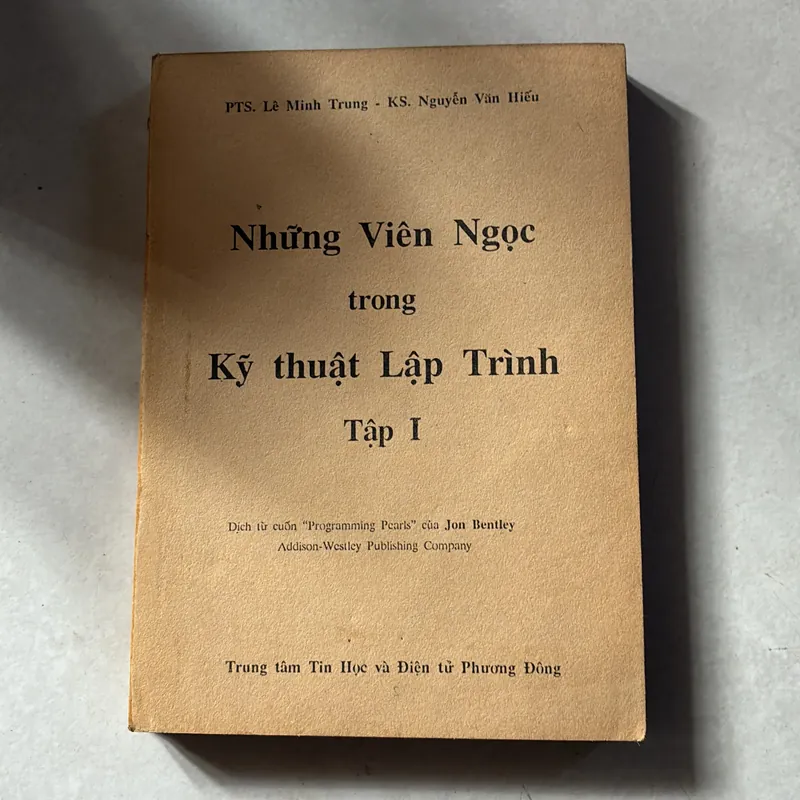 PTS. Lê Minh Trung - KS. Nguyễn Văn Hiếu
Những Viên Ngọc
trong
Kỹ thuật Lập Trình
Tập I
Dịch từ cuốn "Programming Pearls" của Jon Bentley
Addison-Westley Publishing Company
Trung tâm Tin Học và Điện tử Phương Đông